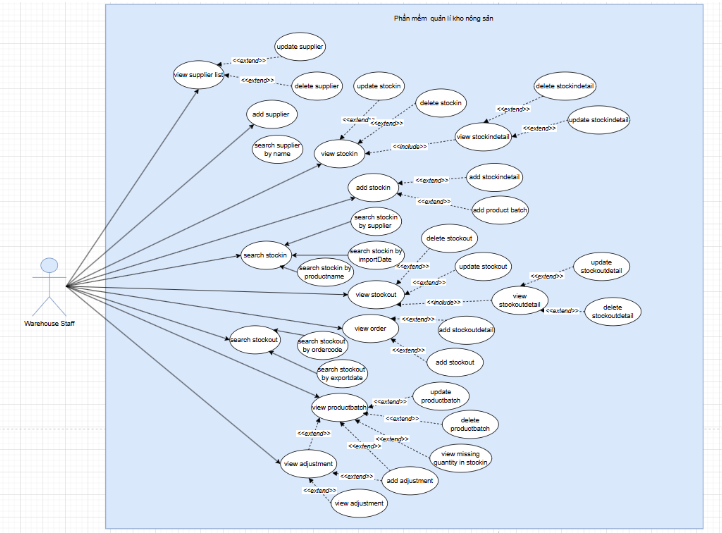 Phần mềm quản lí kho nông sản
update supplier
<<extend>>
view supplier list
<<extend>>
delete supplier
update stockin
delete stockindetail
<<extend>>
delete stockin
add supplier
<<extend>>
<<extend>>
update stockindetail
<<extend>>
view stockindetail
search supplier
by name
view stockin
<<include>>
add stockin
<<extend>>
add stockindetail
<<extend>>
add product batch
search stockin
by supplier
delete stockout
search stockin
search stockin by
importDate
<<extend>>
search stockin by
productname
update stockout
<<extend>>
update
stockoutdetail
<<extend>>
view stockout
<<include>>
view
stockoutdetail
<<extend>>
delete
stockoutdetail
Warehouse Staff
view order
<<extend>>
add stockoutdetail
search stockout
search stockout
by ordercode
<<extend>>
add stockout
search stockout
by exportdate
update
productbatch
<<extend>>
view productbatch
<<extend>>
delete
productbatch
<<extend>>
<<extend>>
<<extend>>
view missing
quantity in stockin
view adjustment
<<extend>>
add adjustment
<<extend>>
view adjustment